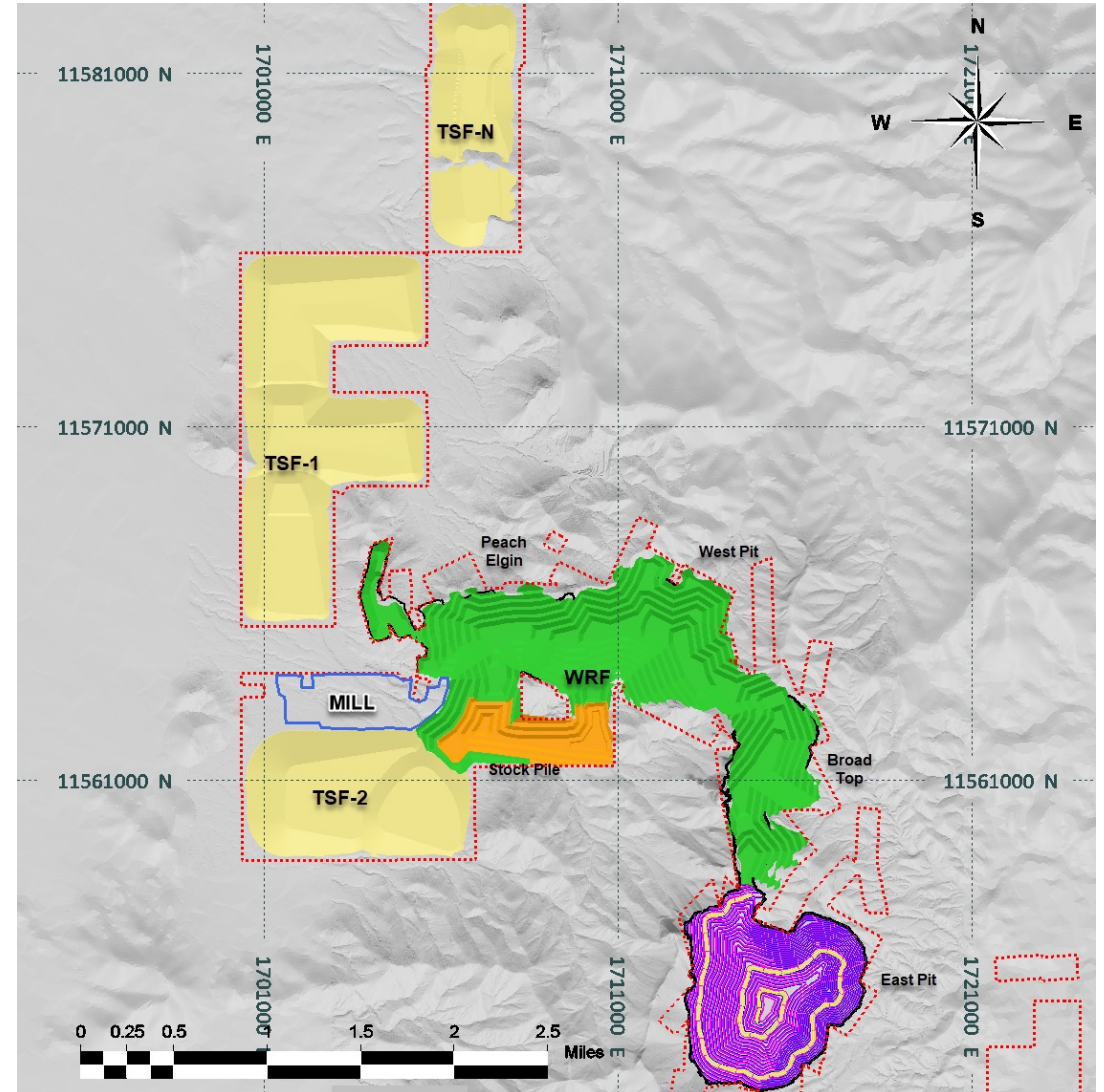 N
11581000 N
1701000 E
1711000 E
1721000 E
W
E
S
TSF-N
11571000 N
11571000 N
TSF-1
Peach
Elgin
West Pit
WRF
MILL
Stock Pile
Broad
Top
11561000 N
11561000 N
TSF-2
East Pit
1701000
1711000 E
1721000 E
0 0.25 0.5 1 1.5 2 2.5
Miles